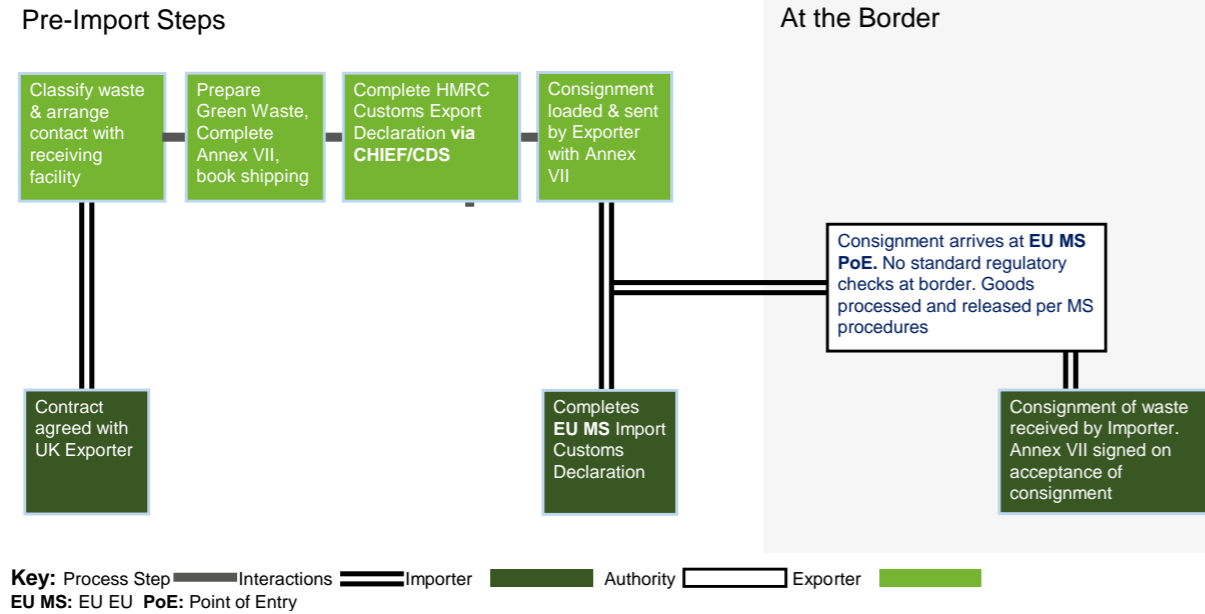 Pre-Import Steps
At the Border
Classify waste
& arrange
contact with
receiving
facility
Prepare
Green Waste,
Complete
Annex VII,
book shipping
Complete HMRC
Customs Export
Declaration via
CHIEF/CDS
Consignment
loaded & sent
by Exporter
with Annex
VII
Consignment arrives at EU MS
PoE. No standard regulatory
checks at border. Goods
processed and released per MS
procedures
Contract
agreed with
UK Exporter
Completes
EU MS Import
Customs
Declaration
Consignment of waste
received by Importer.
Annex VII signed on
acceptance of
consignment
Key: Process Step Interactions Importer Authority Exporter
EU MS: EU EU PoE: Point of Entry